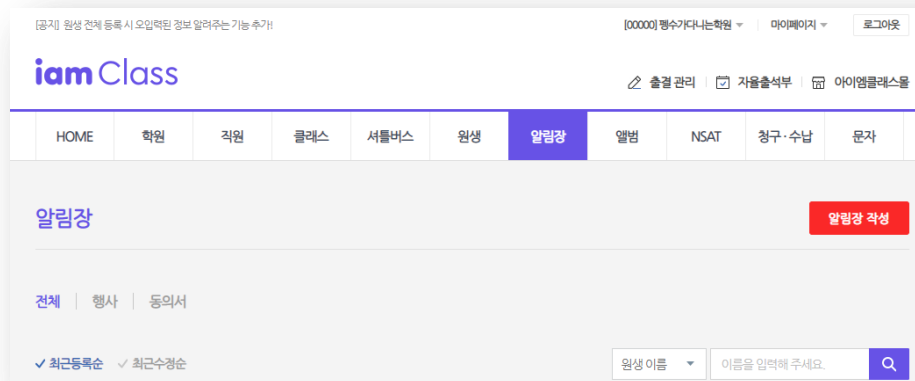 [공지] 원생 전체 등록 시 오입력된 정보 알려주는 기능 추가!
[00000] 펭수가다니는학원 마이페이지 로그아웃
iam Class
출결 관리 자율출석부 아이엠클래스몰
HOME 학원 직원 클래스 셔틀버스 원생 알림장 앨범 NSAT 청구·수납 문자
알림장
알림장 작성
전체 행사 동의서
최근등록순 최근수정순
원생 이름 이름을 입력해 주세요.